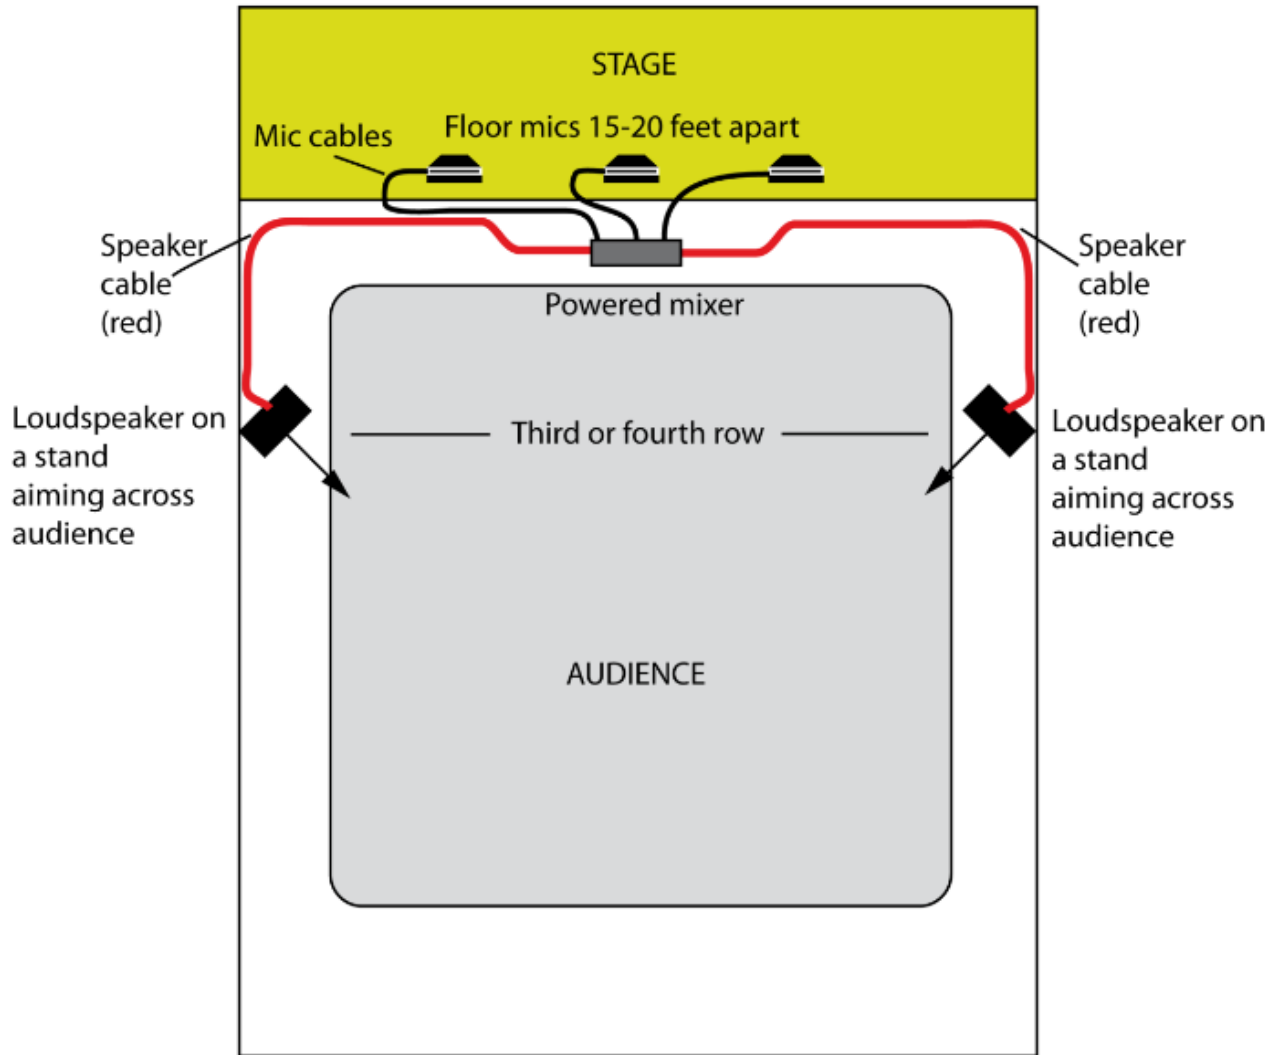 STAGE
Floor mics 15-20 feet apart
Mic cables
Speaker
cable
(red)
Speaker
cable
(red)
Powered mixer
Loudspeaker on
a stand
aiming across
audience
Third or fourth row
Loudspeaker on
a stand
aiming across
audience
AUDIENCE